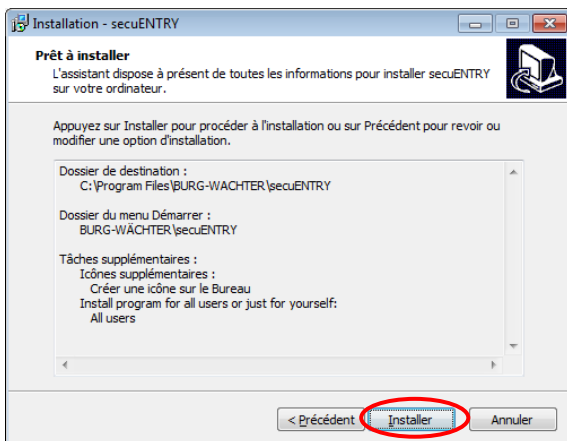 Installation - secuENTRY
Prêt à installer
L'assistant dispose à présent de toutes les informations pour installer secuENTRY
sur votre ordinateur.
Appuyez sur Installer pour procéder à l'installation ou sur Précédent pour revoir ou
modifier une option d'installation.
Dossier de destination :
C:\Program Files\BURG-WACHTER\secuENTRY
Dossier du menu Démarrer :
BURG-WÄCHTER\secuENTRY
Tâches supplémentaires :
Icônes supplémentaires :
Créer une icône sur le Bureau
Install program for all users or just for yourself:
All users
< Précédent Installer Annuler